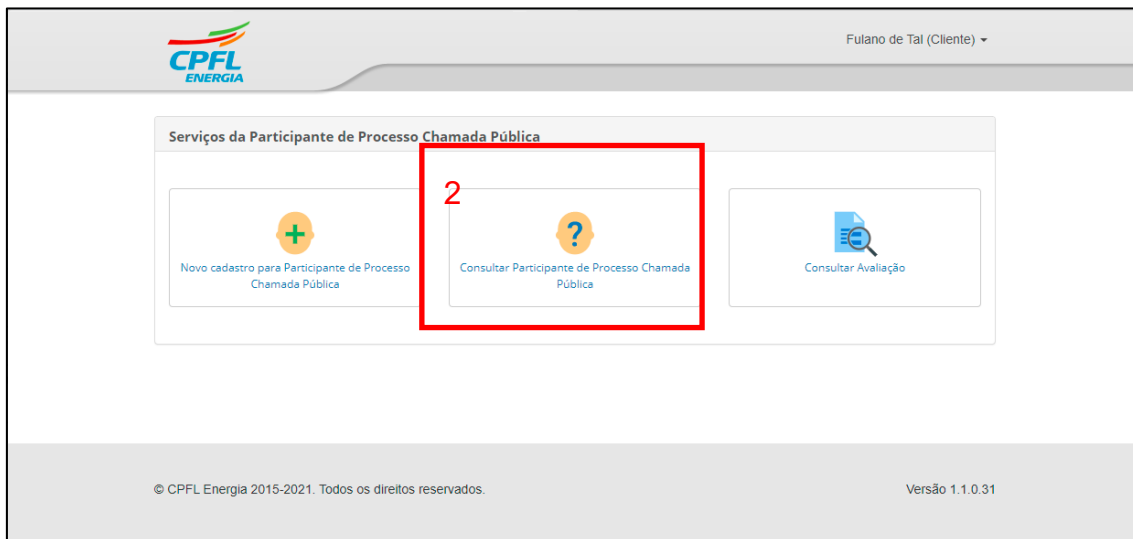 CPFL
ENERGIA
Fulano de Tal (Cliente)
Serviços da Participante de Processo Chamada Pública
2
Novo cadastro para Participante de Processo
Chamada Pública
Consultar Participante de Processo Chamada
Pública
Consultar Avaliação
© CPFL Energia 2015-2021. Todos os direitos reservados.
Versão 1.1.0.31